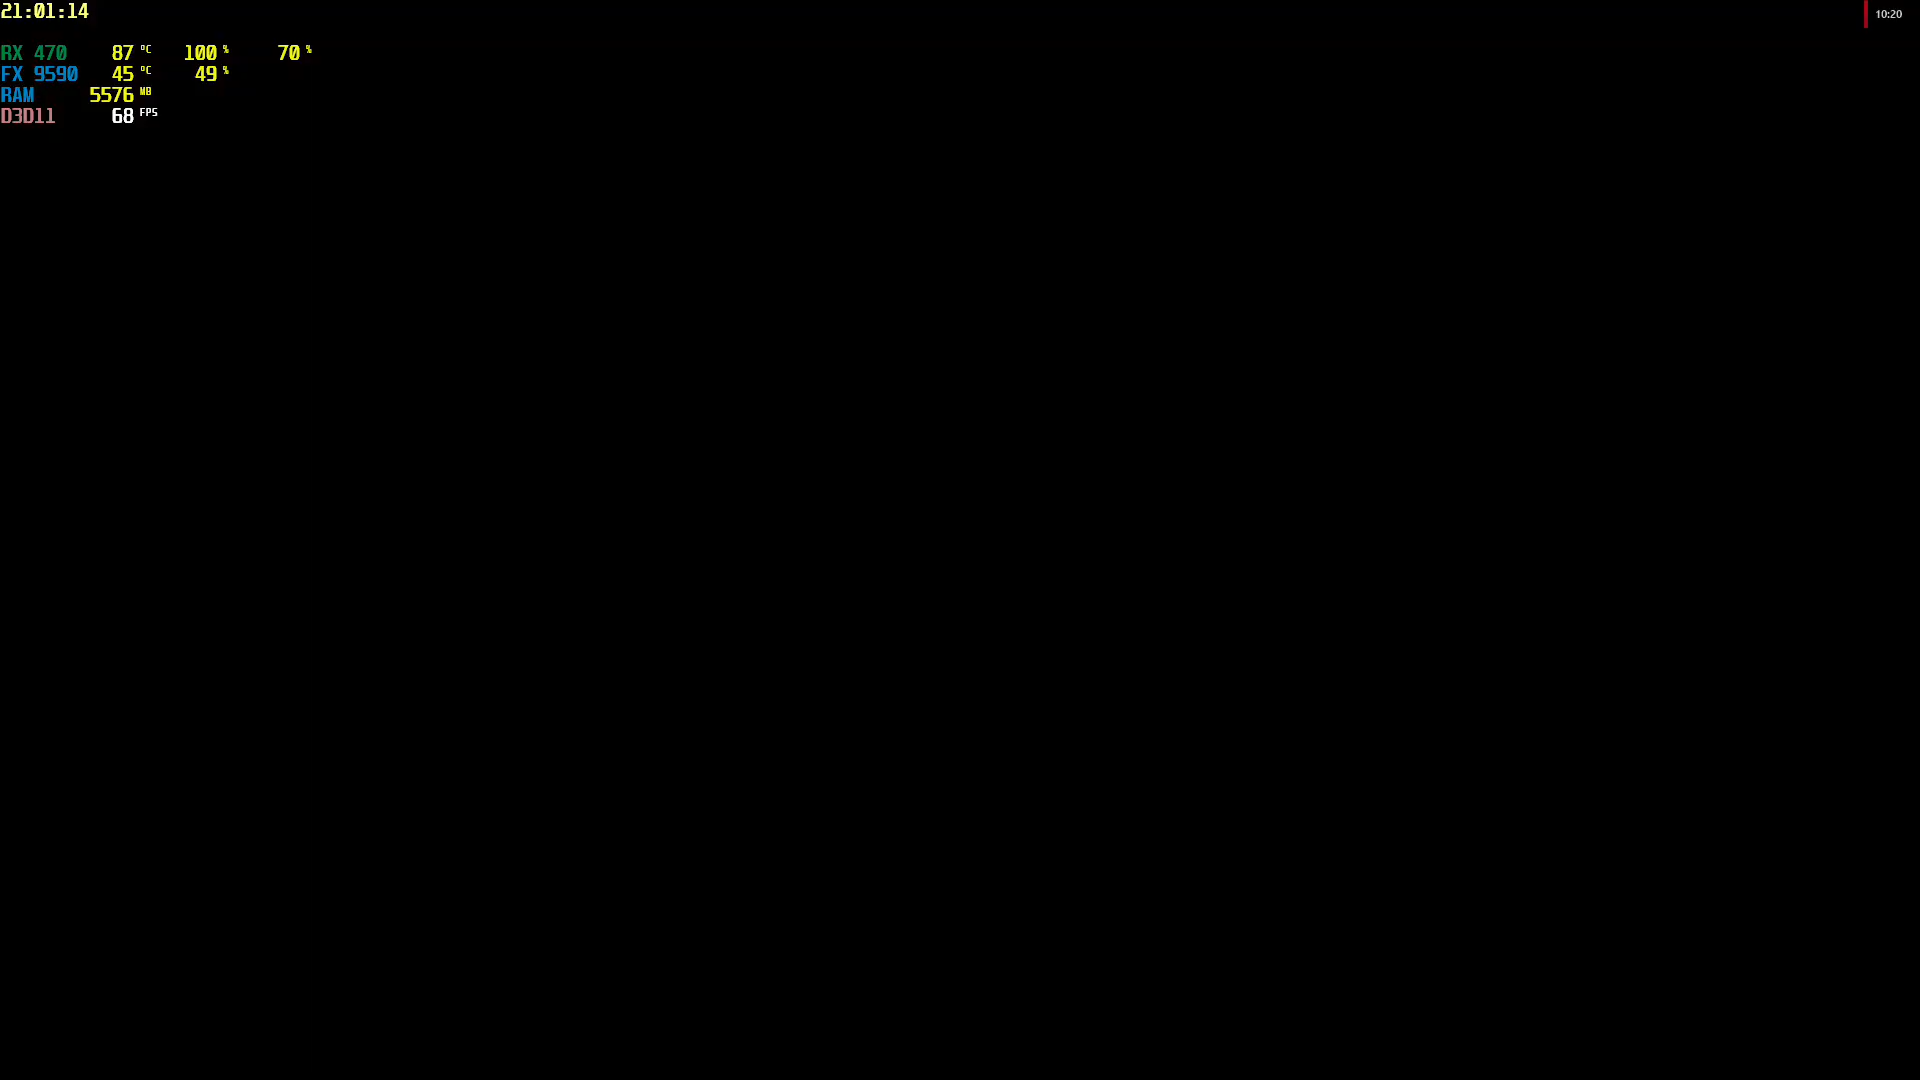 21:01:14
10:20
RX 470 87 °C 100 % 70 %
FX 9590 45 °C 49 %
RAM 5576 MB
D3D11 68 FPS